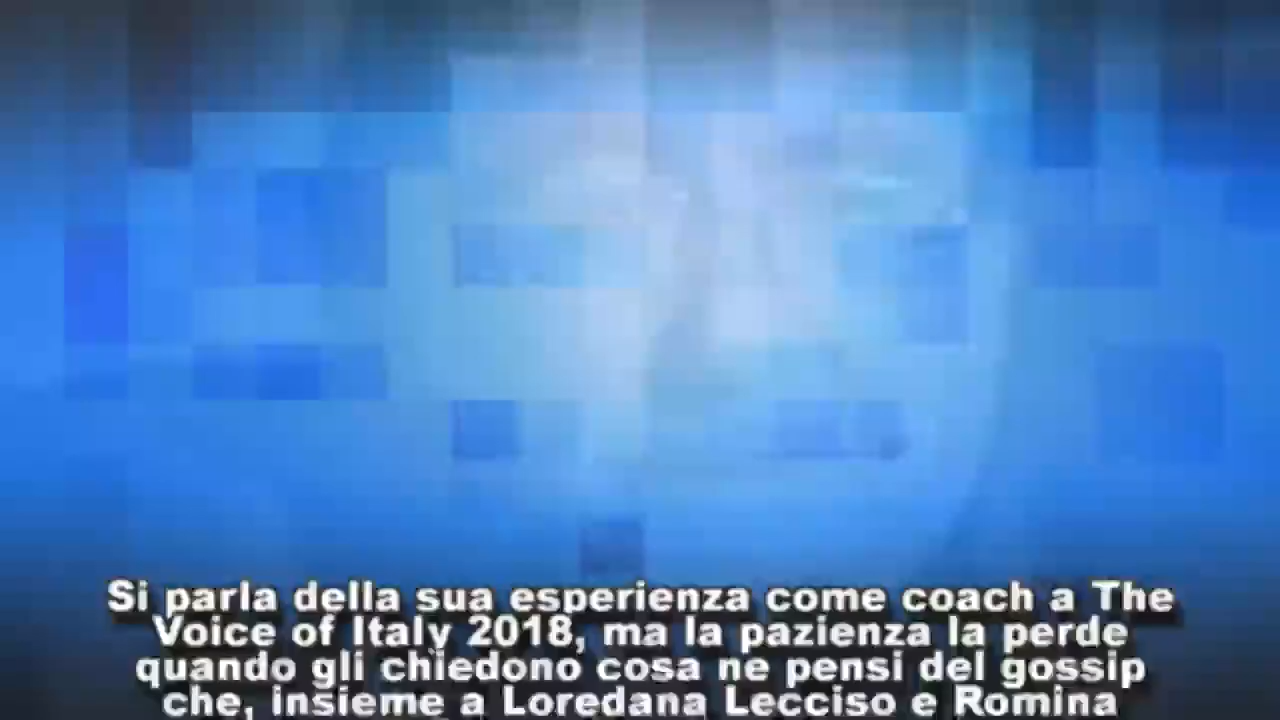 Si parla della sua esperienza come coach a The
Voice of Italy 2018, ma la pazienza la perde
quando gli chiedono cosa ne pensi del gossip
che, insieme a Loredana Lecciso e Romina